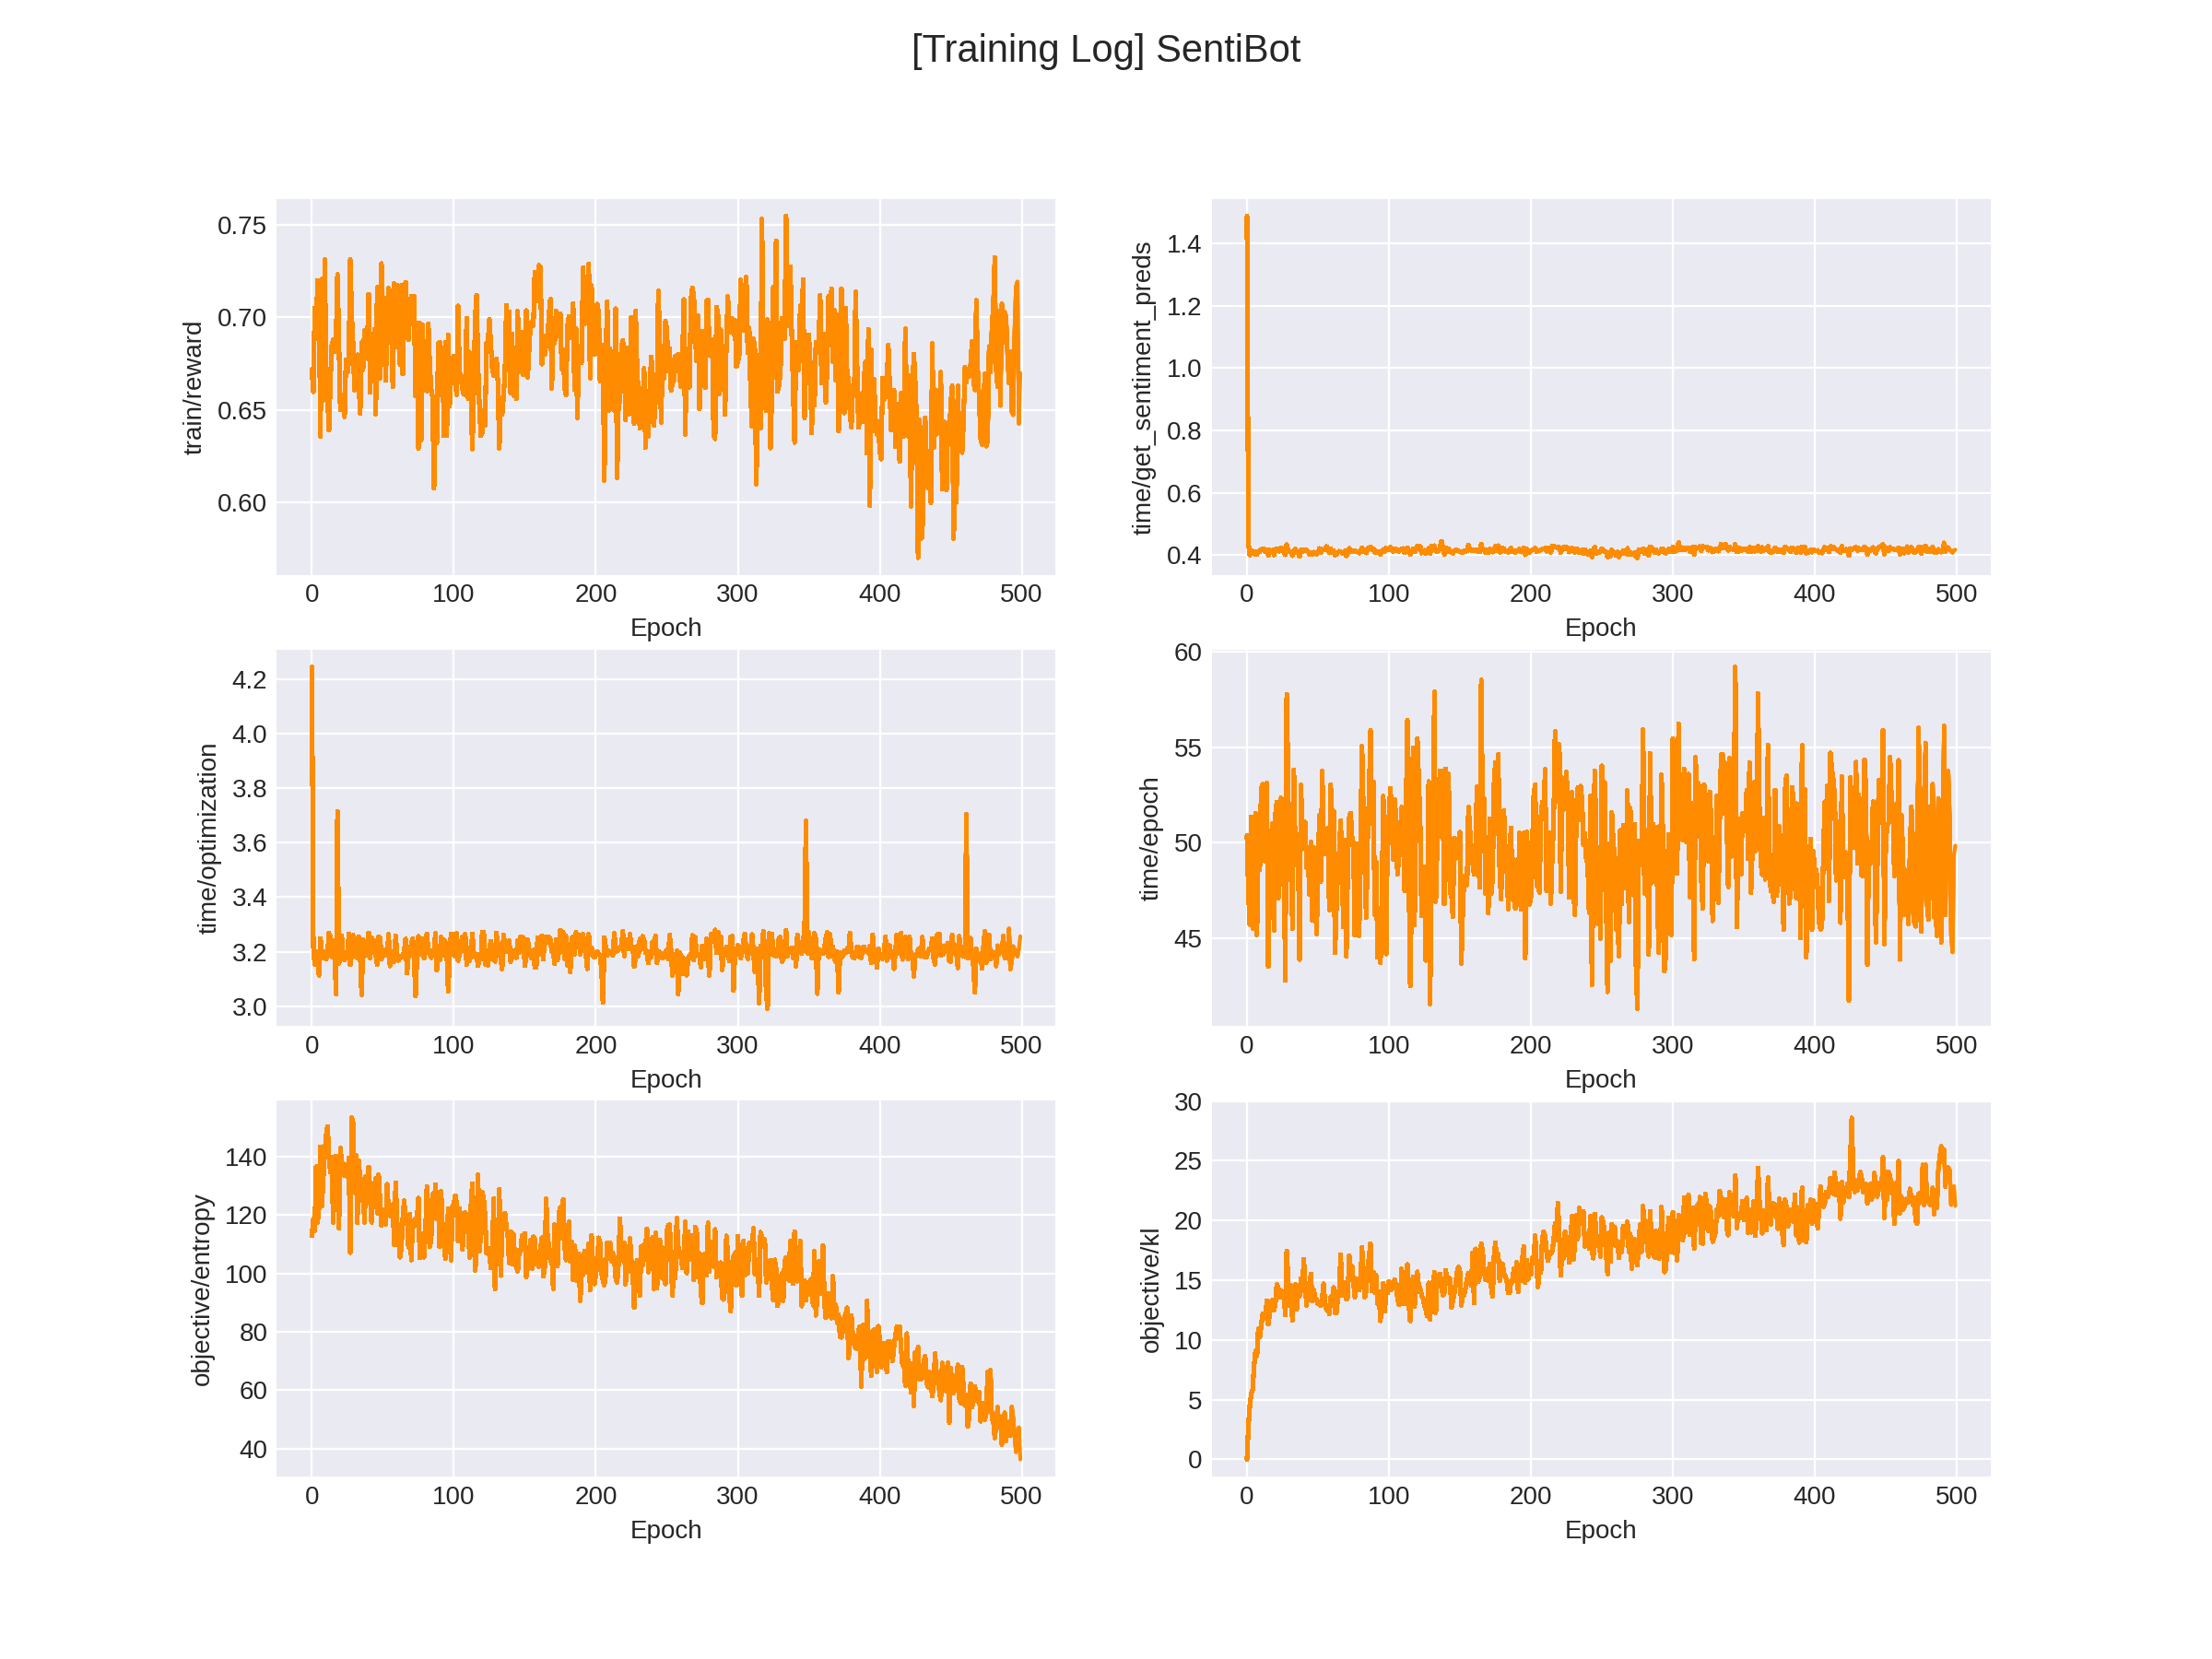 [Training Log] SentiBot
train/reward
0.75
0.70
0.65
0.60
0 100 200 300 400 500
Epoch
time/get_sentiment_preds
1.4
1.2
1.0
0.8
0.6
0.4
0 100 200 300 400 500
Epoch
time/optimization
4.2
4.0
3.8
3.6
3.4
3.2
3.0
0 100 200 300 400 500
Epoch
time/epoch
60
55
50
45
0 100 200 300 400 500
Epoch
objective/entropy
140
120
100
80
60
40
0 100 200 300 400 500
Epoch
objective/kl
30
25
20
15
10
5
0
0 100 200 300 400 500
Epoch